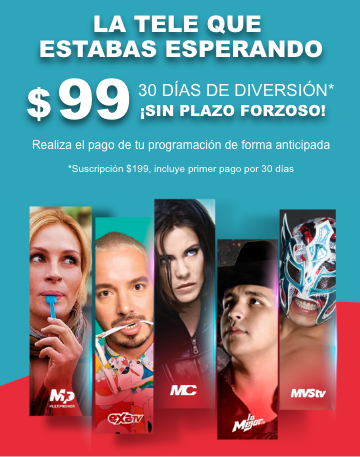 LA TELE QUE
ESTABAS ESPERANDO
$99
30 DÍAS DE DIVERSIÓN*
¡SIN PLAZO FORZOSO!
Realiza el pago de tu programación de forma anticipada
*Suscripción $199, incluye primer pago por 30 días
MP
exa TV
MC
La Mejor
MVStv